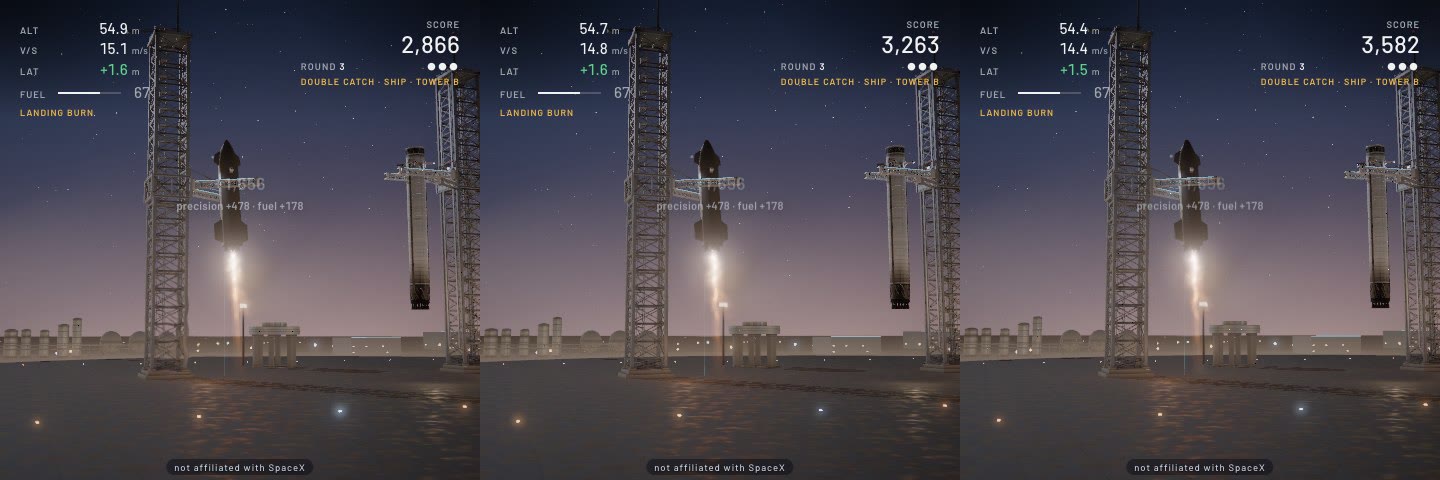 ALT 54.9 m
V/S 15.1 m/s
LAT +1.6 m
FUEL 67
LANDING BURN
SCORE
2,866
ROUND 3
DOUBLE CATCH · SHIP · TOWER B
precision +478 · fuel +178
not affiliated with SpaceX
ALT 54.7 m
V/S 14.8 m/s
LAT +1.6 m
FUEL 67
LANDING BURN
SCORE
3,263
ROUND 3
DOUBLE CATCH · SHIP · TOWER B
precision +478 · fuel +178
not affiliated with SpaceX
ALT 54.4 m
V/S 14.4 m/s
LAT +1.5 m
FUEL 67
LANDING BURN
SCORE
3,582
ROUND 3
DOUBLE CATCH · SHIP · TOWER B
precision +478 · fuel +178
not affiliated with SpaceX